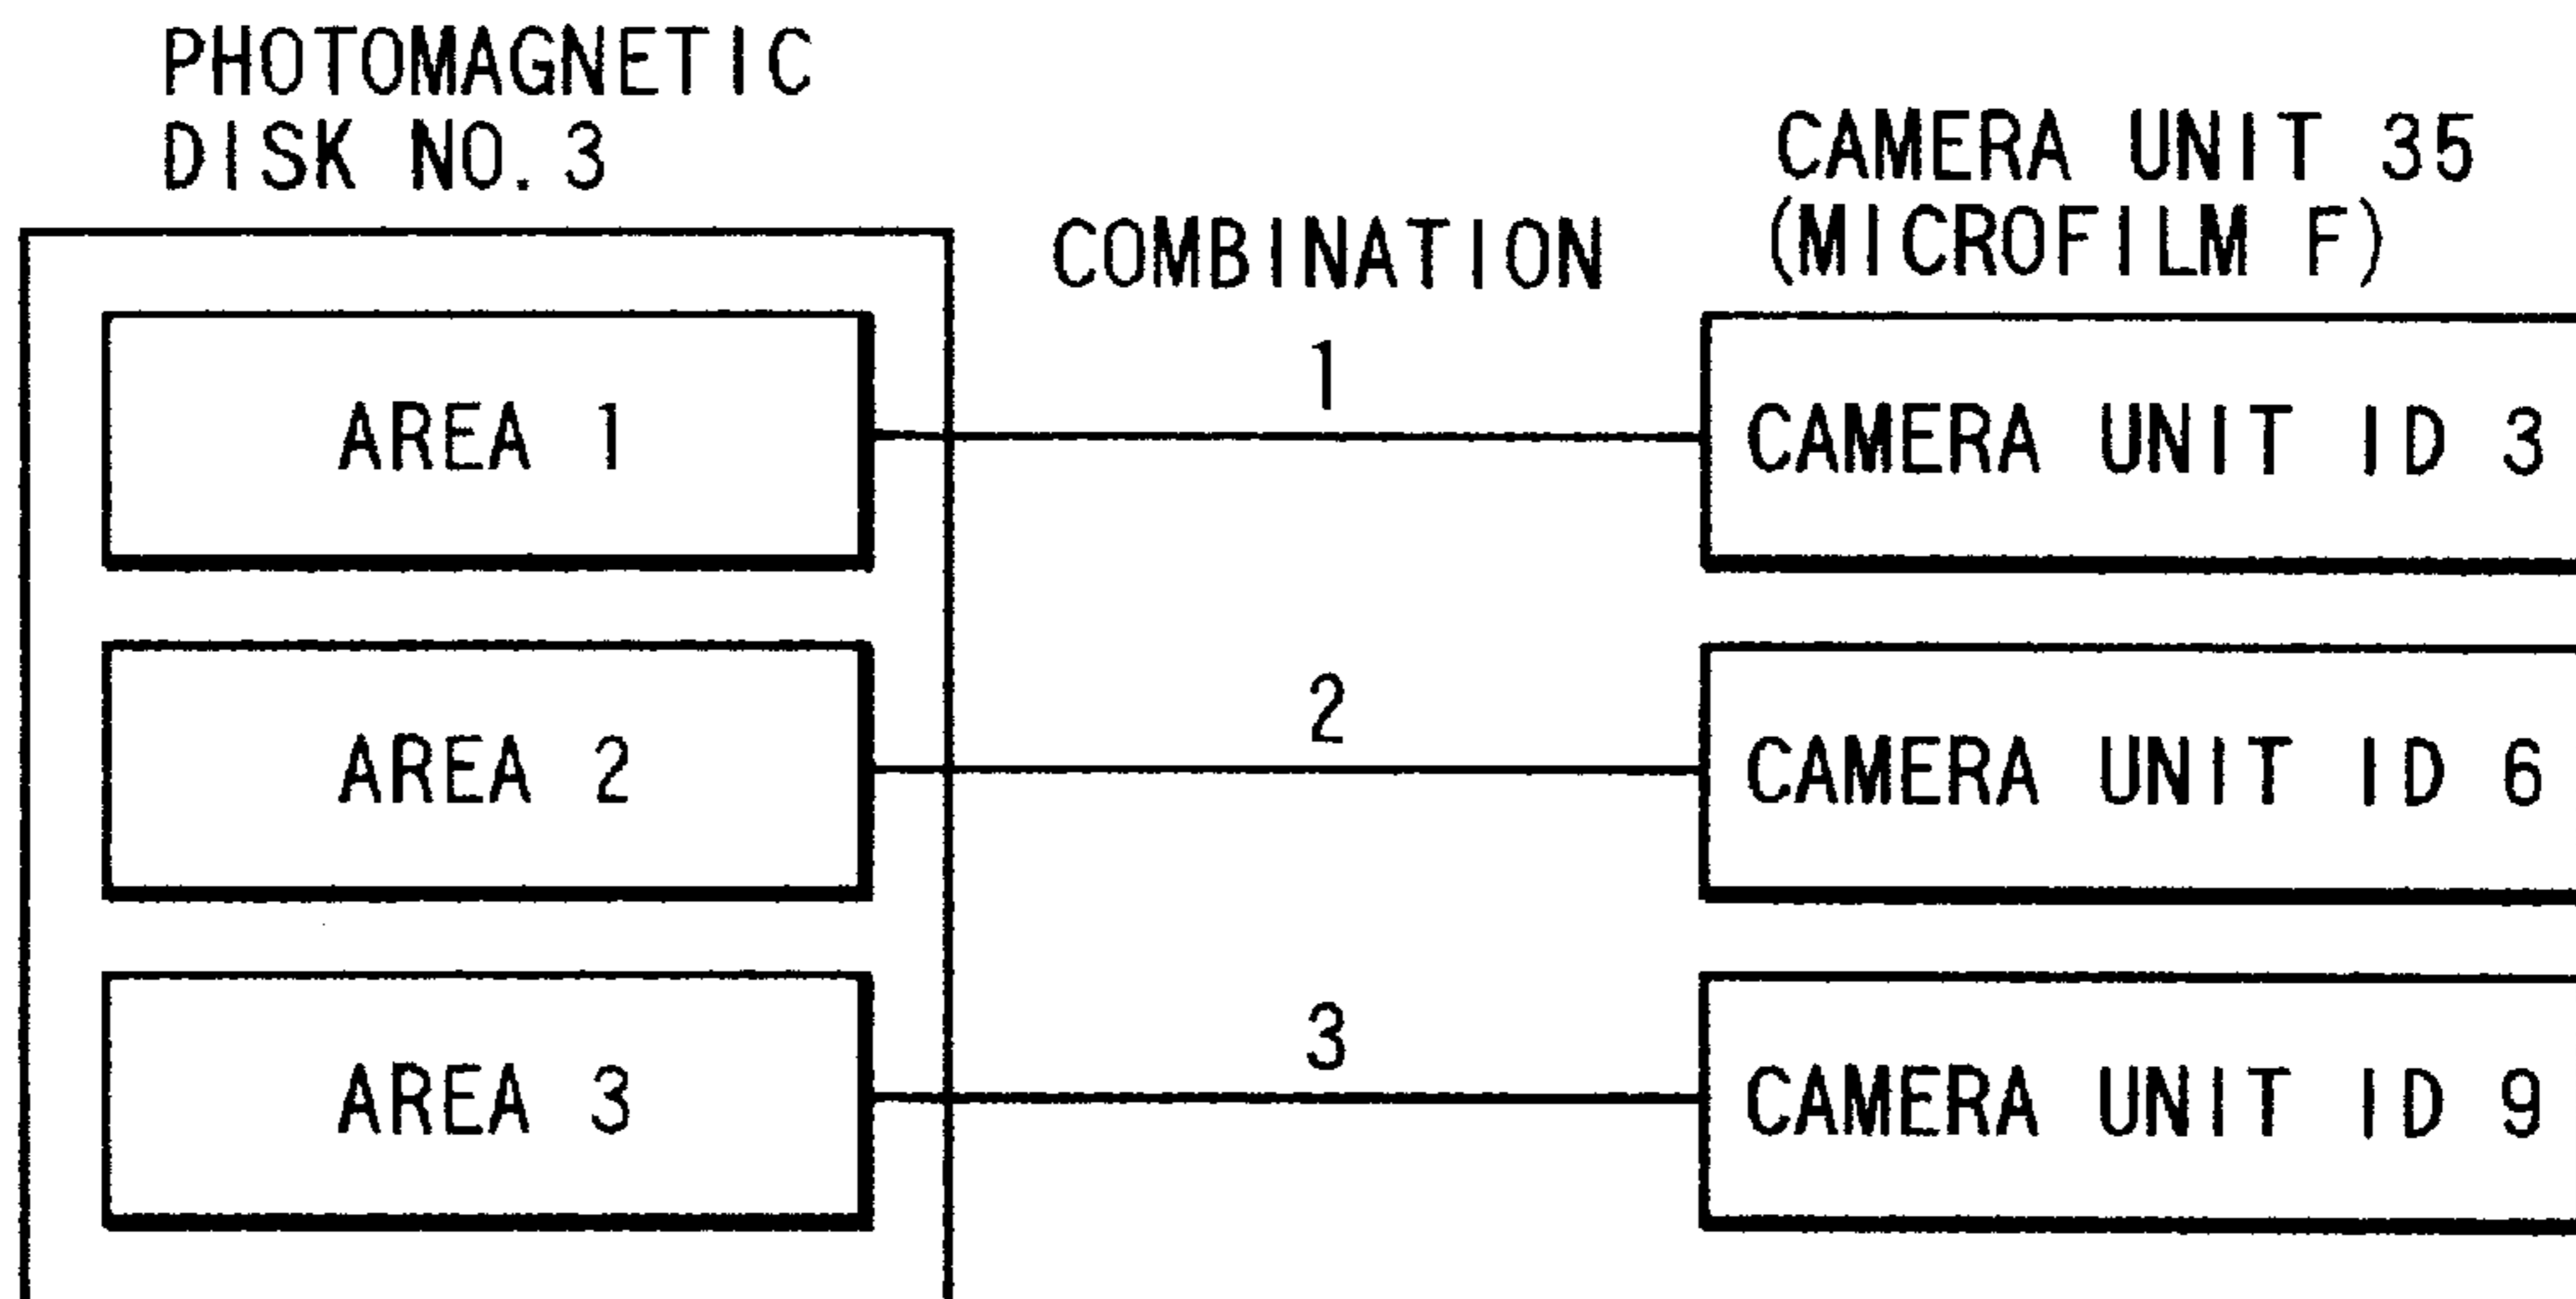 PHOTOMAGNETIC
DISK NO. 3
CAMERA UNIT 35
(MICROFILM F)
COMBINATION
AREA 1
1
CAMERA UNIT ID 3
AREA 2
2
CAMERA UNIT ID 6
AREA 3
3
CAMERA UNIT ID 9